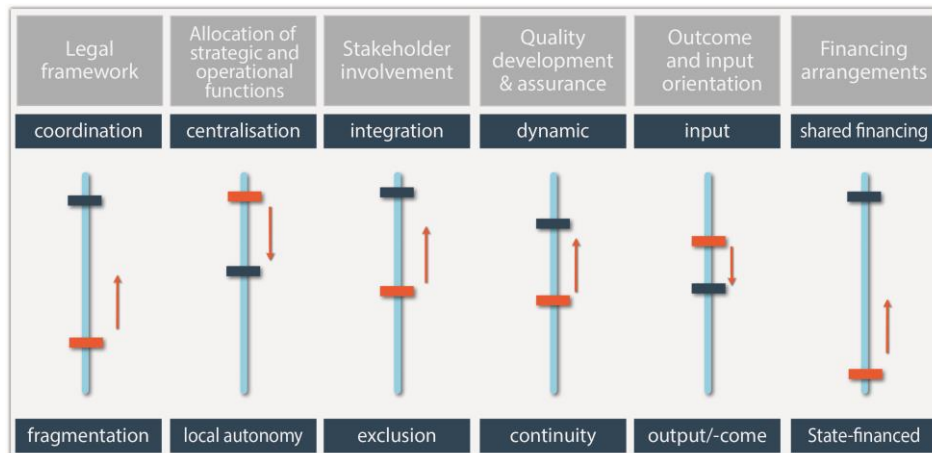 Legal
framework
Allocation of
strategic and
operational
functions
Stakeholder
involvement
Quality
development
& assurance
Outcome
and input
orientation
Financing
arrangements
coordination
centralisation
integration
dynamic
input
shared financing
fragmentation
local autonomy
exclusion
continuity
output/-come
State-financed